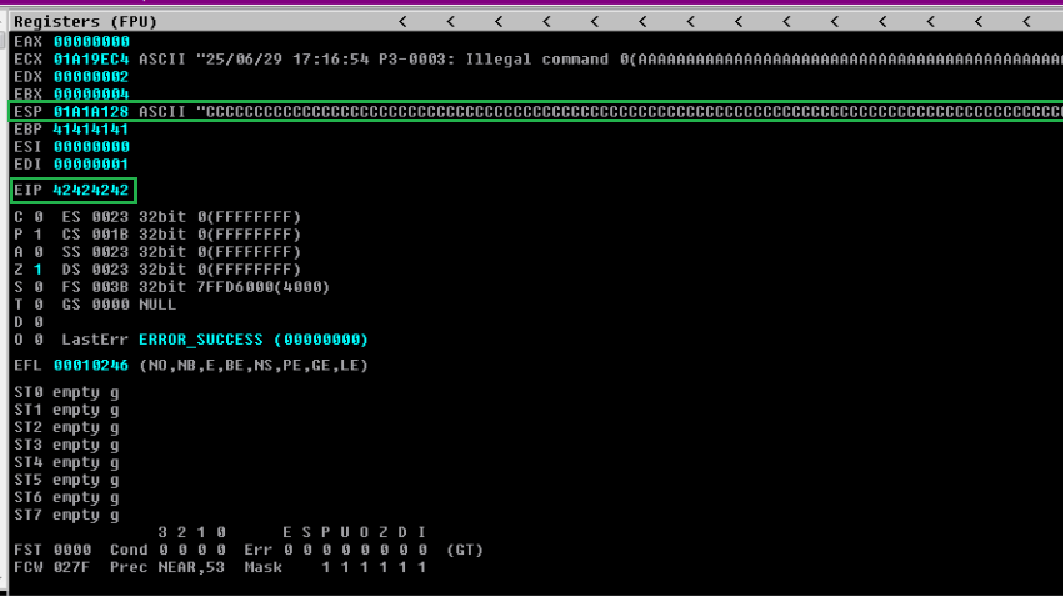 Registers (FPU) < < < < < < < < < < < < < <
EAX 00000000
ECX 01A19EC4 ASCII "25/06/29 17:16:54 P3-0003: Illegal command 0(AAAAAAAAAAAAAAAAAAAAAAAAAAAAAAAAAAAAAAAAAAAA
EDX 00000002
EBX 00000004
ESP 01A1A128 ASCII "CCCCCCCCCCCCCCCCCCCCCCCCCCCCCCCCCCCCCCCCCCCCCCCCCCCCCCCCCCCCCCCCCCCCCCCCCCCCCCCCCCCCCCCCC
EBP 41414141
ESI 00000000
EDI 00000001
EIP 42424242
C 0 ES 0023 32bit 0(FFFFFFFF)
P 1 CS 001B 32bit 0(FFFFFFFF)
A 0 SS 0023 32bit 0(FFFFFFFF)
Z 1 DS 0023 32bit 0(FFFFFFFF)
S 0 FS 003B 32bit 7FFD6000(4000)
T 0 GS 0000 NULL
D 0
O 0 LastErr ERROR_SUCCESS (00000000)
EFL 00010246 (NO,NB,E,BE,NS,PE,GE,LE)
ST0 empty g
ST1 empty g
ST2 empty g
ST3 empty g
ST4 empty g
ST5 empty g
ST6 empty g
ST7 empty g
3 2 1 0 E S P U O Z D I
FST 0000 Cond 0 0 0 0 Err 0 0 0 0 0 0 0 0 (GT)
FCW 027F Prec NEAR,53 Mask 1 1 1 1 1 1